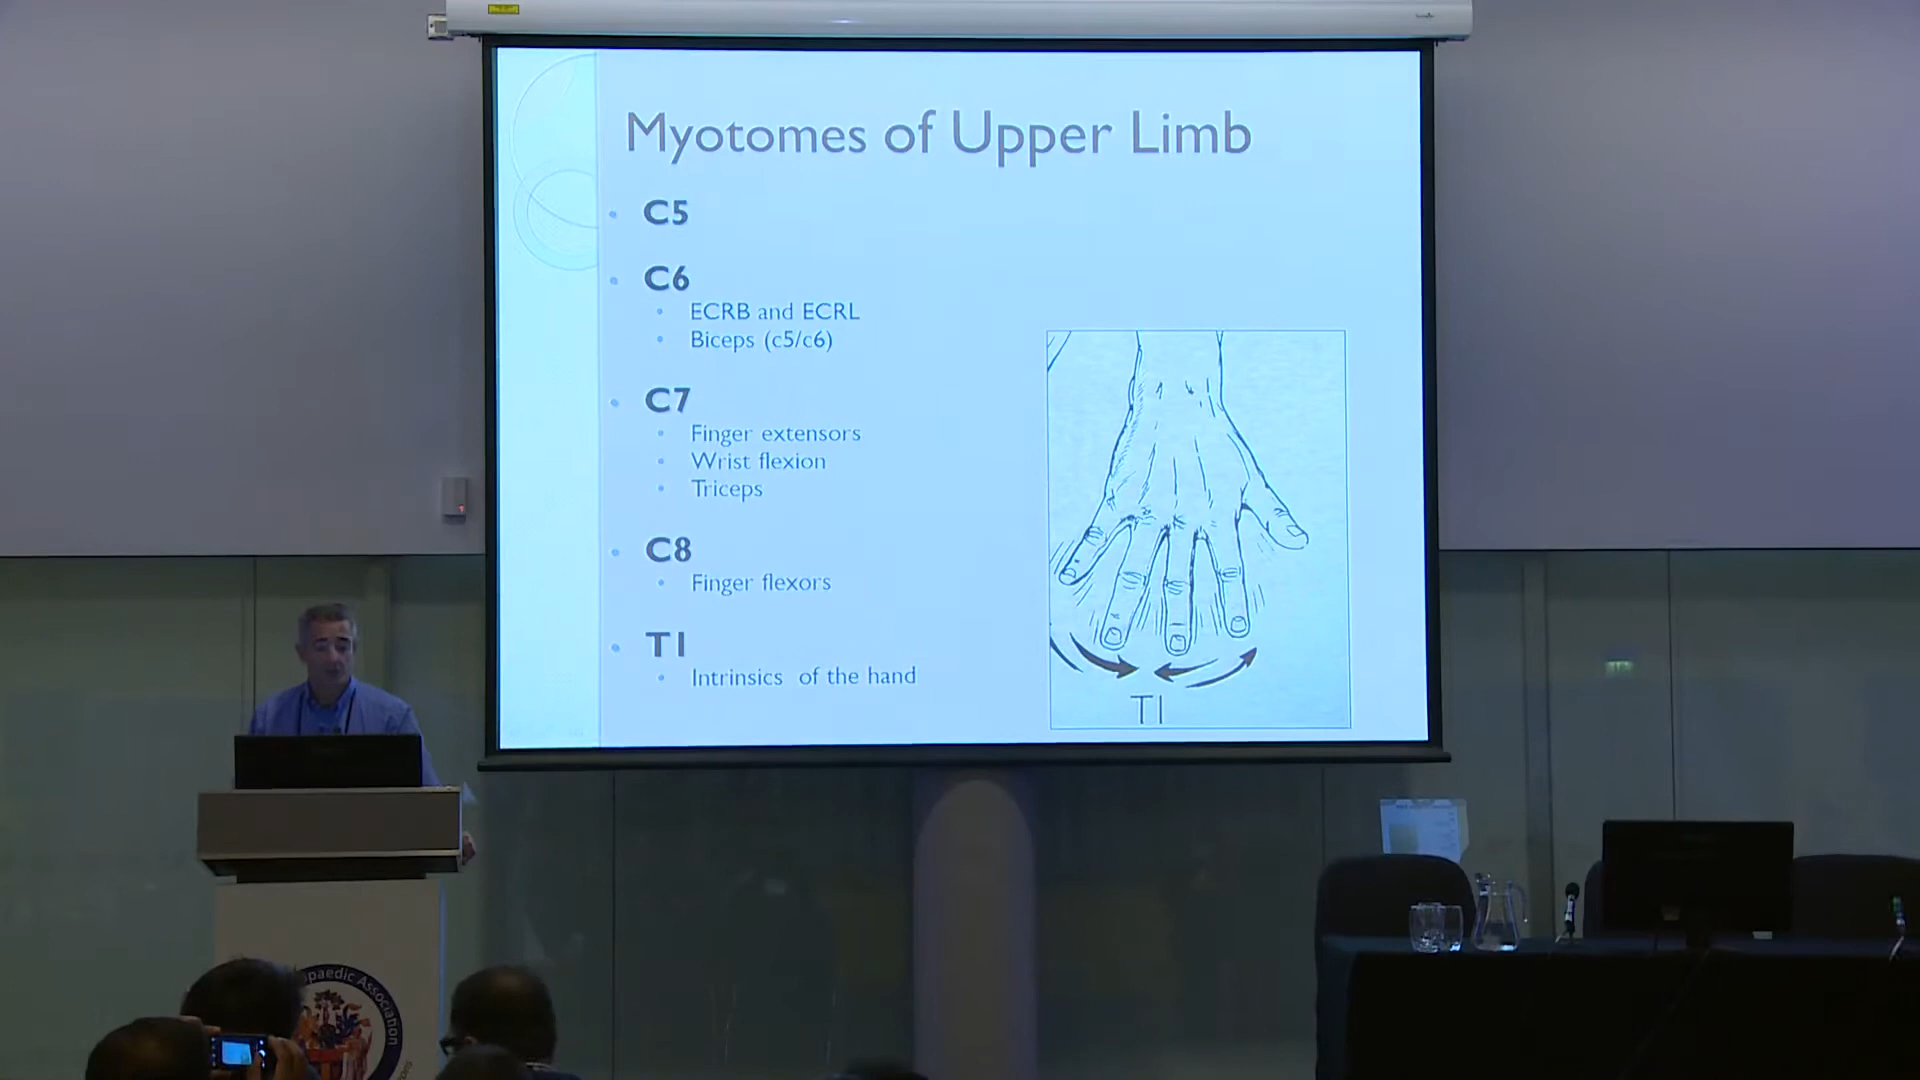 Myotomes of Upper Limb
• C5
• C6
• ECRB and ECRL
• Biceps (c5/c6)
• C7
• Finger extensors
• Wrist flexion
• Triceps
• C8
• Finger flexors
• T1
• Intrinsics of the hand
T1
paedic Association